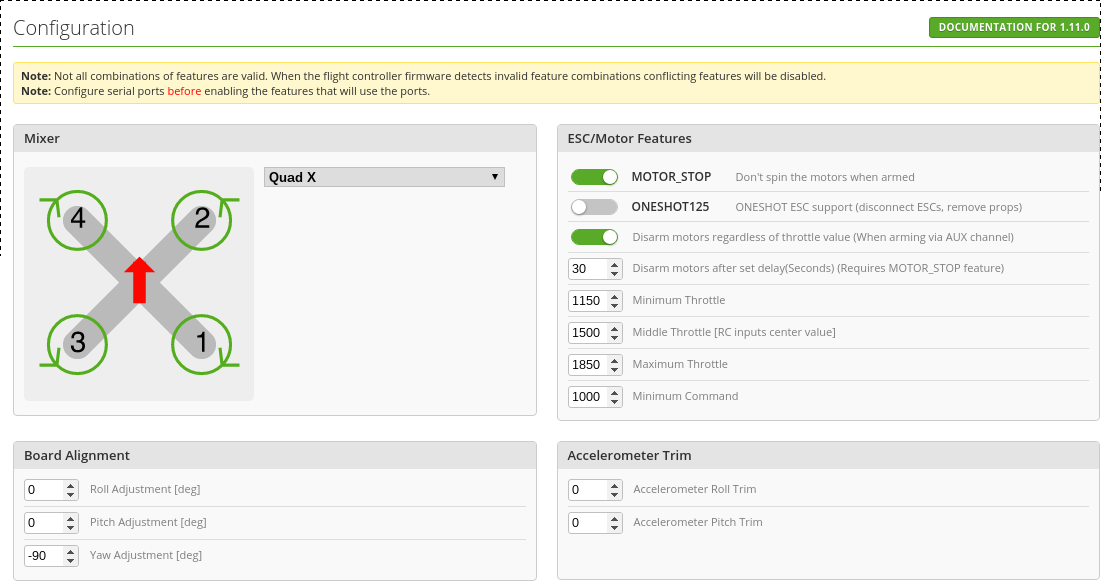 Configuration
DOCUMENTATION FOR 1.11.0
Note: Not all combinations of features are valid. When the flight controller firmware detects invalid feature combinations conflicting features will be disabled.
Note: Configure serial ports before enabling the features that will use the ports.
Mixer
Quad X
4
2
3
1
ESC/Motor Features
MOTOR_STOP Don't spin the motors when armed
ONESHOT125 ONESHOT ESC support (disconnect ESCs, remove props)
Disarm motors regardless of throttle value (When arming via AUX channel)
30 Disarm motors after set delay(Seconds) (Requires MOTOR_STOP feature)
1150 Minimum Throttle
1500 Middle Throttle [RC inputs center value]
1850 Maximum Throttle
1000 Minimum Command
Board Alignment
0 Roll Adjustment [deg]
0 Pitch Adjustment [deg]
-90 Yaw Adjustment [deg]
Accelerometer Trim
0 Accelerometer Roll Trim
0 Accelerometer Pitch Trim